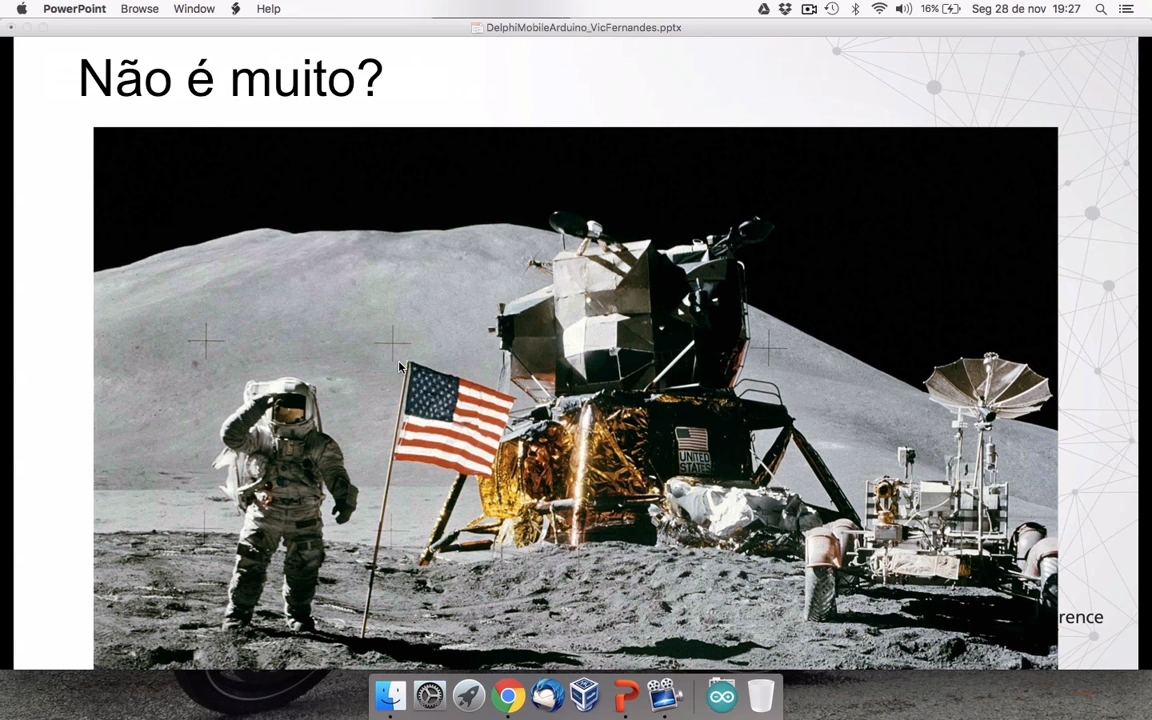 PowerPoint Browse Window Help 16% Seg 28 de nov 19:27
DelphiMobileArduino_VicFernandes.pptx
Não é muito?
UNITED
STATES
rence